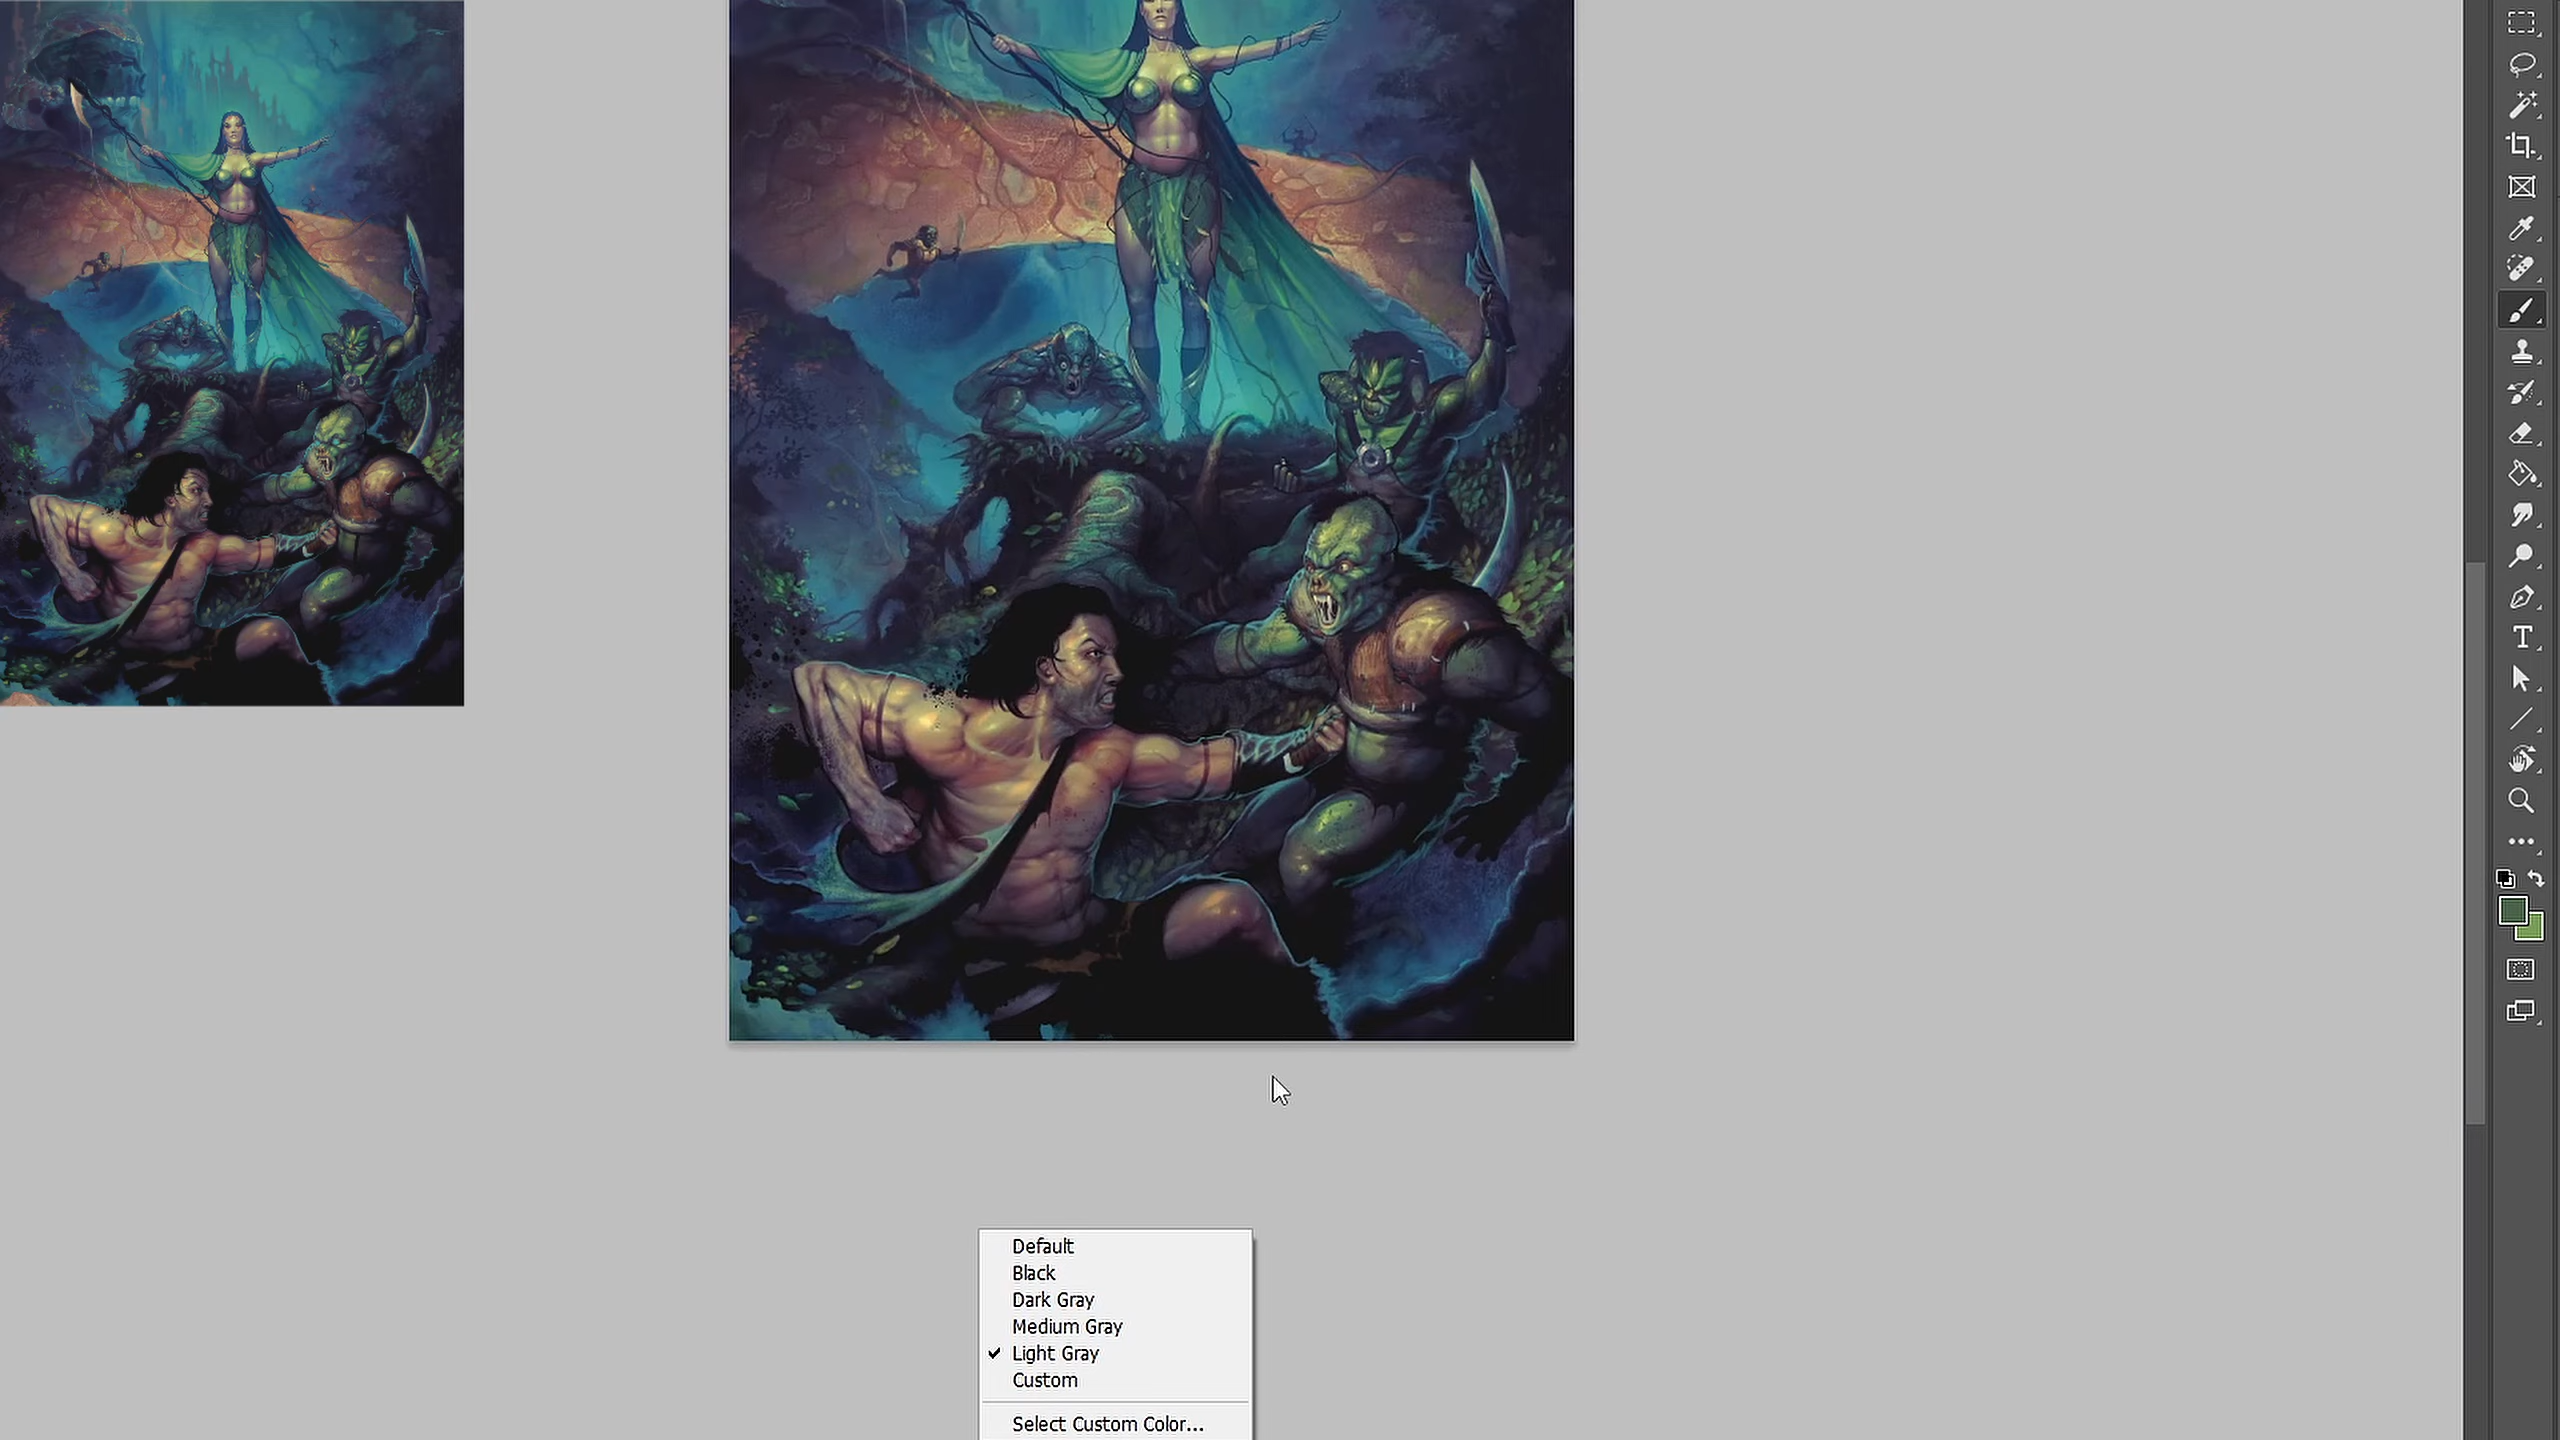 Default
Black
Dark Gray
Medium Gray
Light Gray
Custom
Select Custom Color...